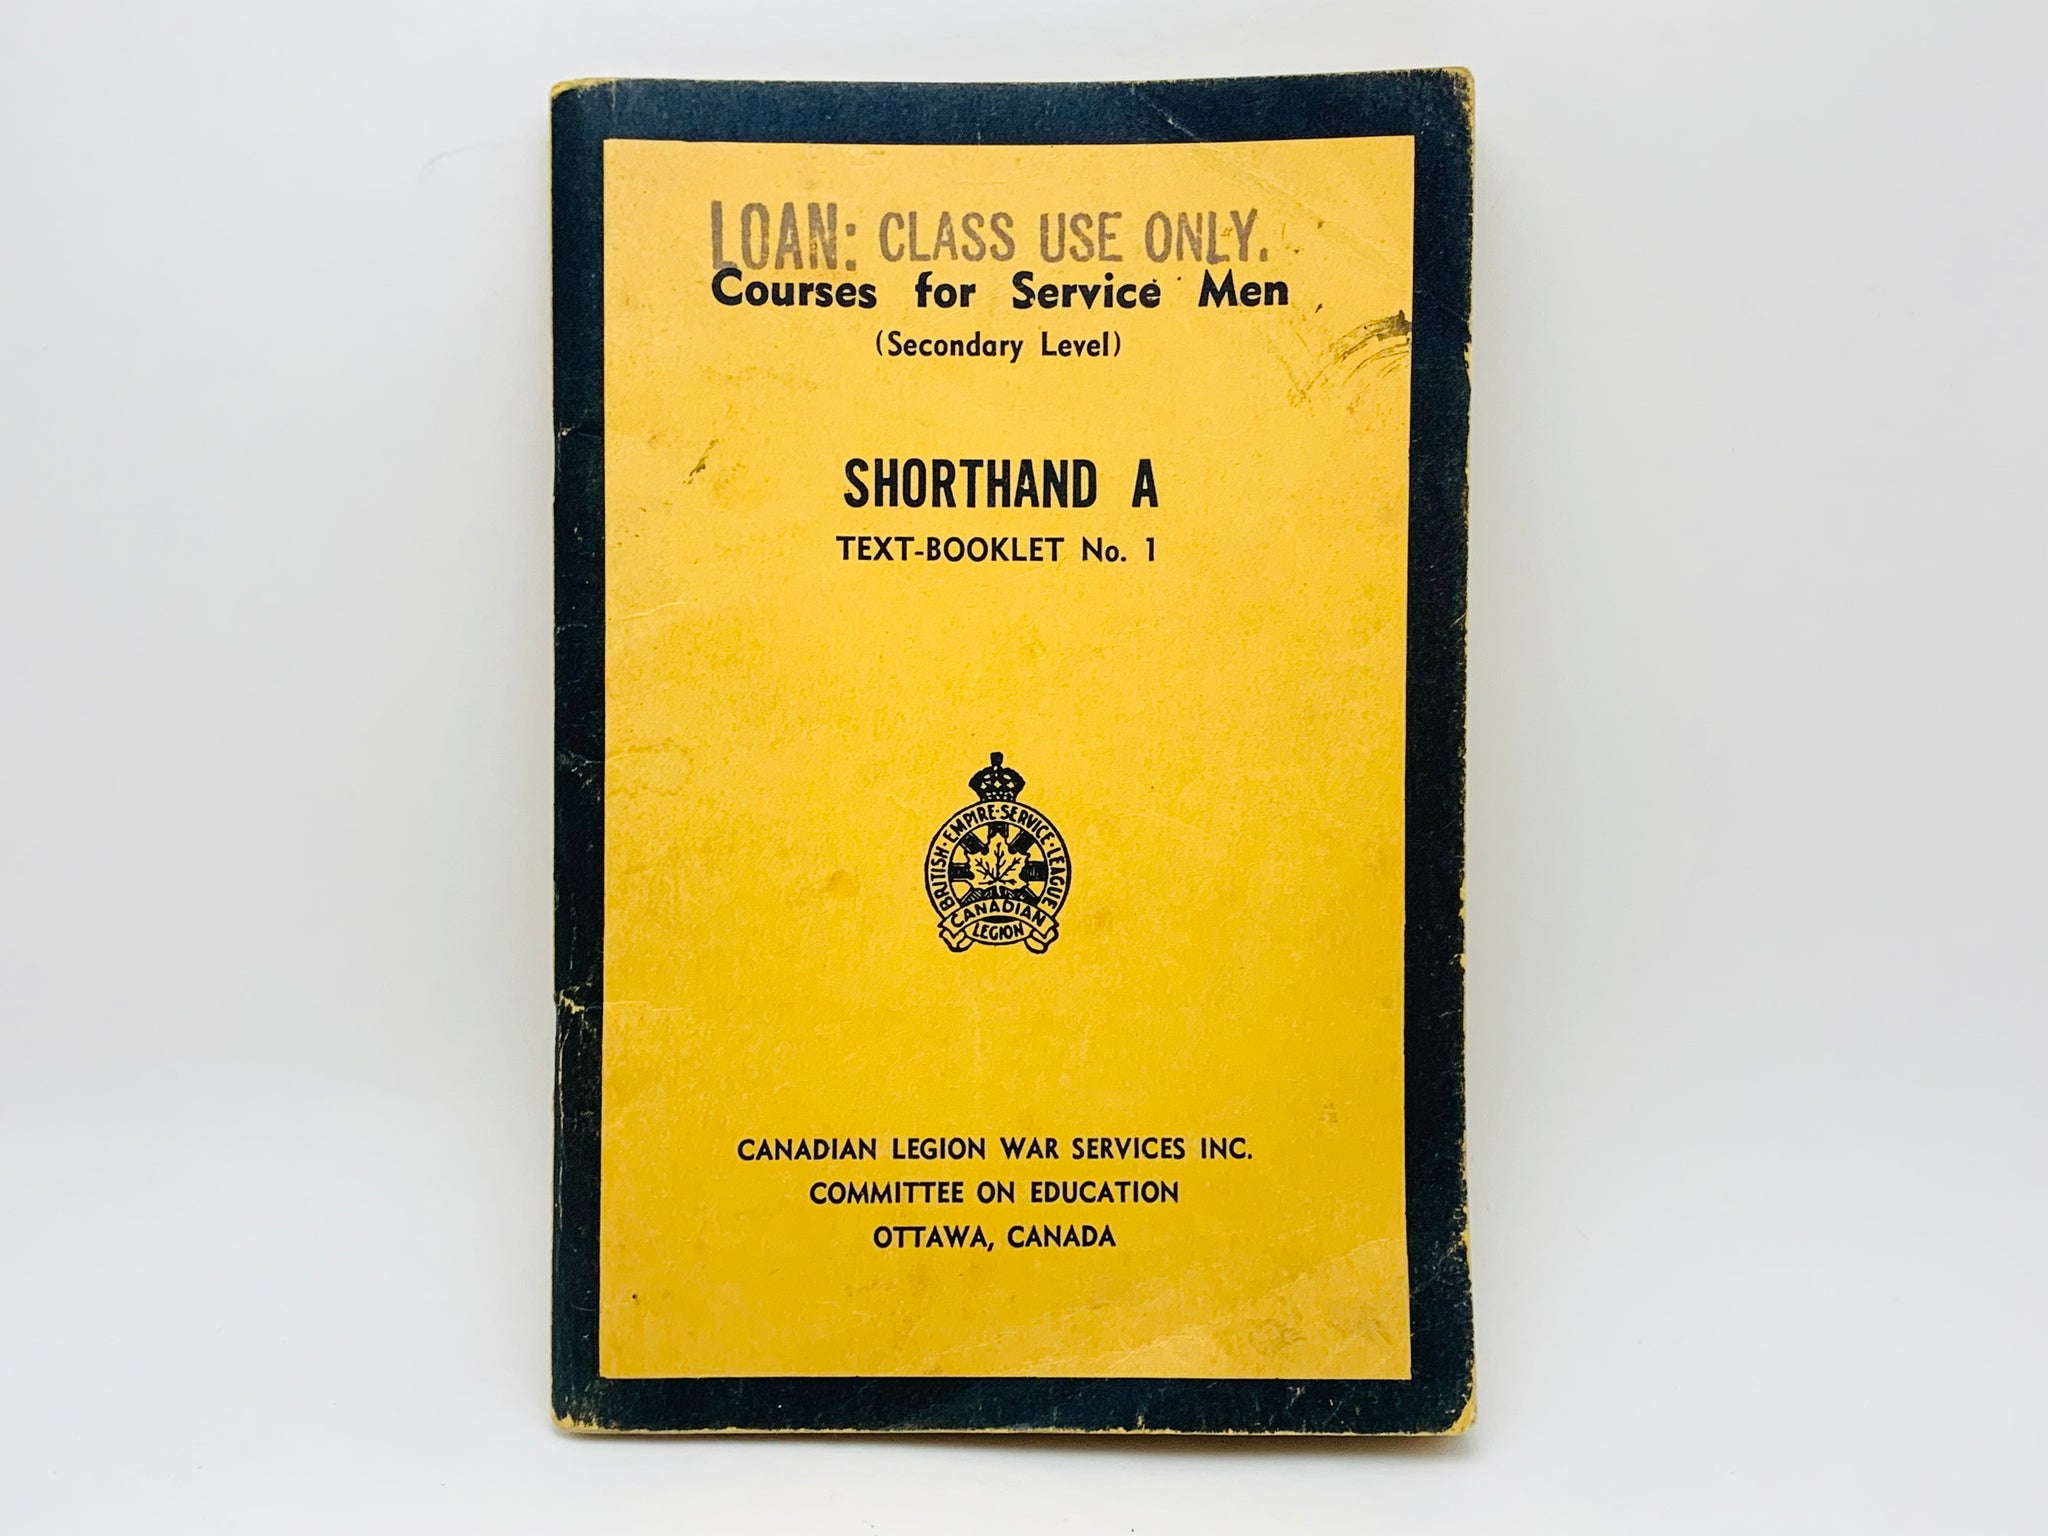 LOAN: CLASS USE ONLY.
Courses for Service Men
(Secondary Level)
SHORTHAND A
TEXT-BOOKLET No. 1
BRITISH·EMPIRE·SERVICE·LEAGUE
CANADIAN
LEGION
CANADIAN LEGION WAR SERVICES INC.
COMMITTEE ON EDUCATION
OTTAWA, CANADA